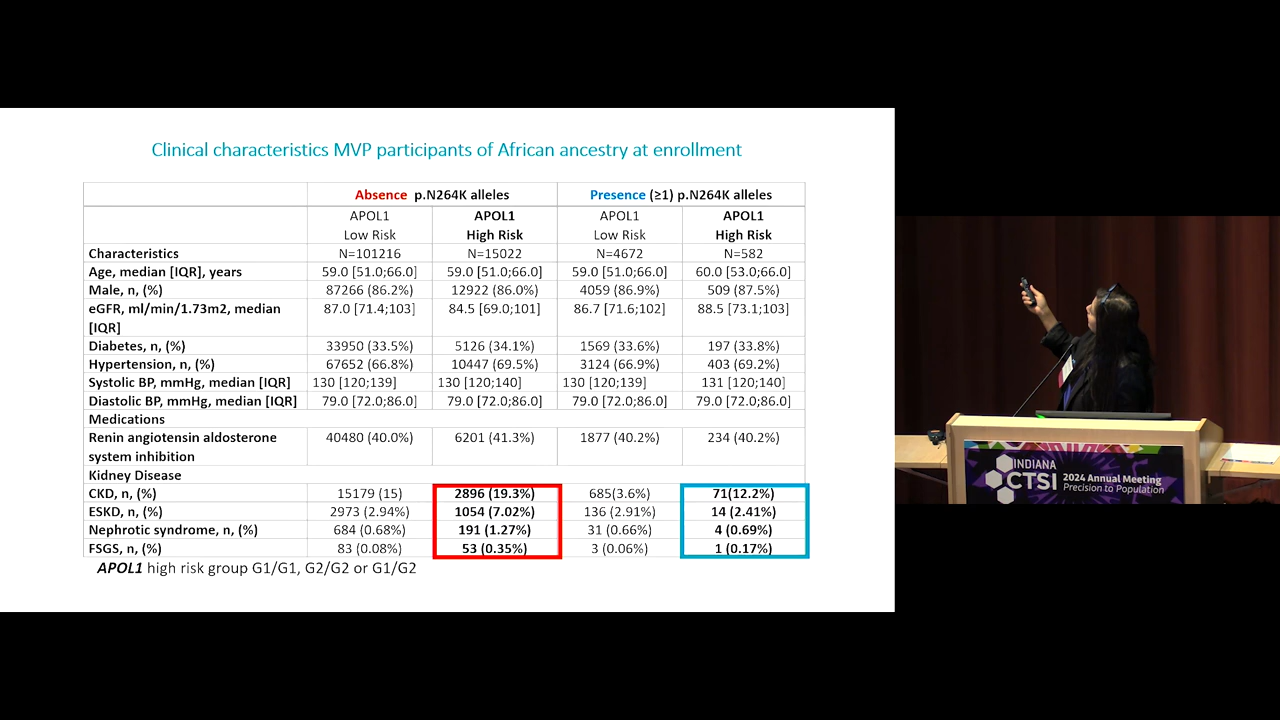 Clinical characteristics MVP participants of African ancestry at enrollment
Absence p.N264K alleles Presence (≥1) p.N264K alleles
APOL1 APOL1 APOL1 APOL1
Low Risk High Risk Low Risk High Risk
Characteristics N=101216 N=15022 N=4672 N=582
Age, median [IQR], years 59.0 [51.0;66.0] 59.0 [51.0;66.0] 59.0 [51.0;66.0] 60.0 [53.0;66.0]
Male, n, (%) 87266 (86.2%) 12922 (86.0%) 4059 (86.9%) 509 (87.5%)
eGFR, ml/min/1.73m2, median 87.0 [71.4;103] 84.5 [69.0;101] 86.7 [71.6;102] 88.5 [73.1;103]
[IQR]
Diabetes, n, (%) 33950 (33.5%) 5126 (34.1%) 1569 (33.6%) 197 (33.8%)
Hypertension, n, (%) 67652 (66.8%) 10447 (69.5%) 3124 (66.9%) 403 (69.2%)
Systolic BP, mmHg, median [IQR] 130 [120;139] 130 [120;140] 130 [120;139] 131 [120;140]
Diastolic BP, mmHg, median [IQR] 79.0 [72.0;86.0] 79.0 [72.0;86.0] 79.0 [72.0;86.0] 79.0 [72.0;86.0]
Medications
Renin angiotensin aldosterone 40480 (40.0%) 6201 (41.3%) 1877 (40.2%) 234 (40.2%)
system inhibition
Kidney Disease
CKD, n, (%) 15179 (15) 2896 (19.3%) 685(3.6%) 71(12.2%)
ESKD, n, (%) 2973 (2.94%) 1054 (7.02%) 136 (2.91%) 14 (2.41%)
Nephrotic syndrome, n, (%) 684 (0.68%) 191 (1.27%) 31 (0.66%) 4 (0.69%)
FSGS, n, (%) 83 (0.08%) 53 (0.35%) 3 (0.06%) 1 (0.17%)
APOL1 high risk group G1/G1, G2/G2 or G1/G2
INDIANA
CTSI
2024 Annual Meeting
Precision to Population